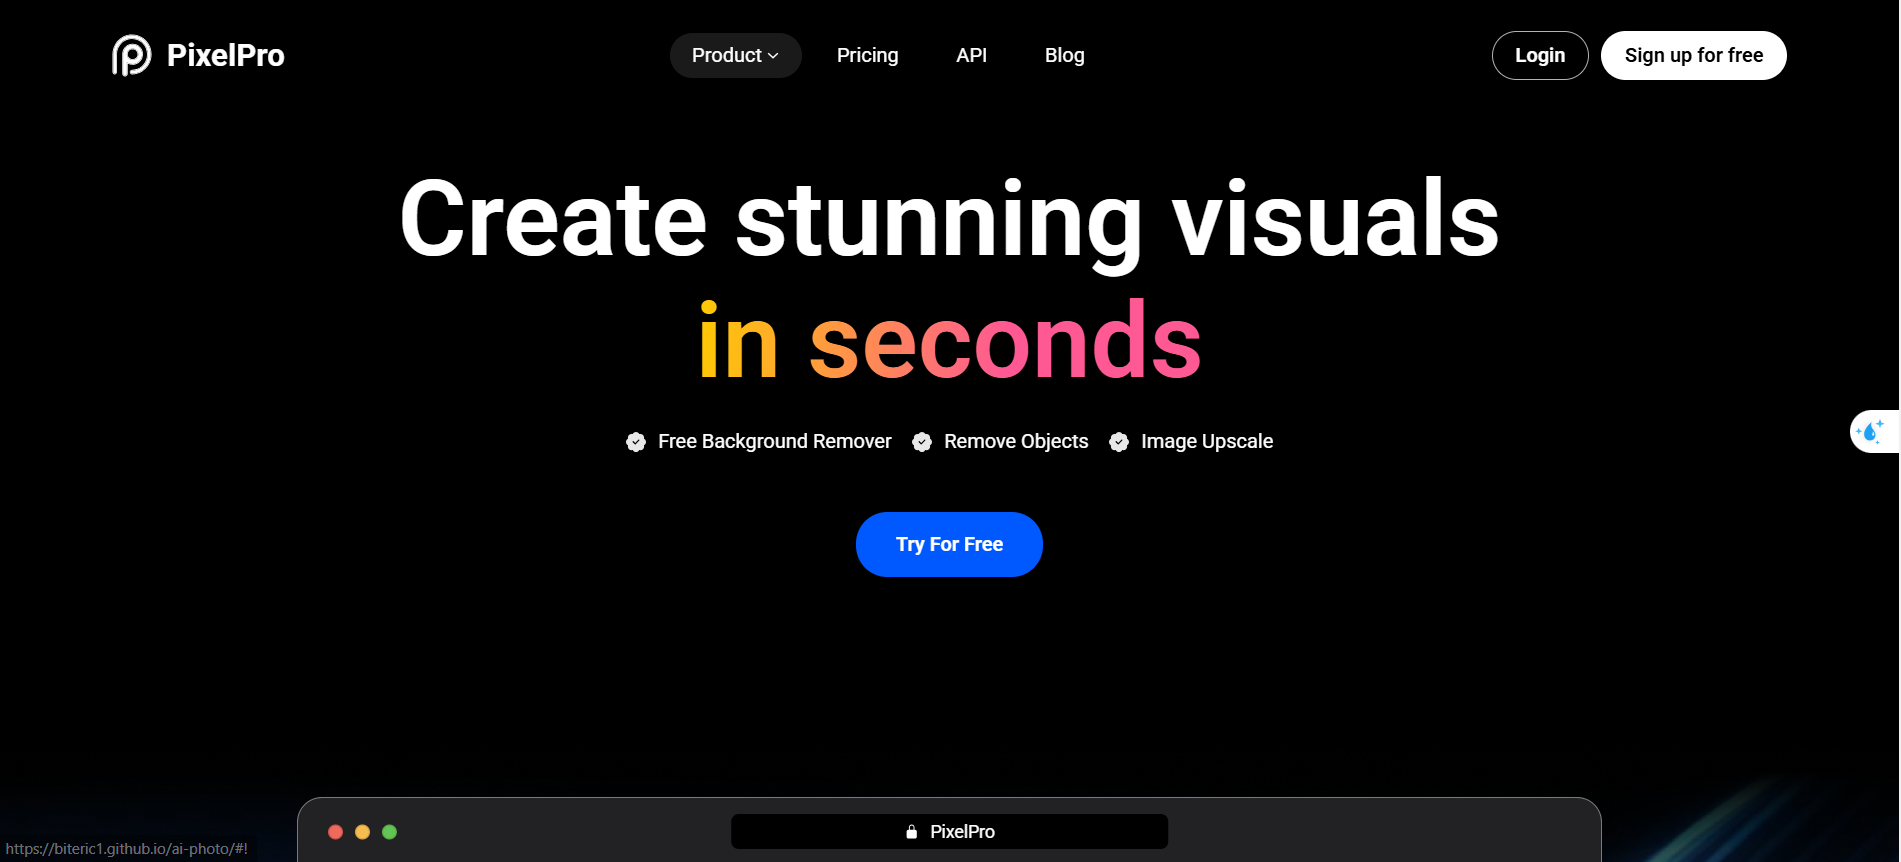 PixelPro
Product
Pricing
API
Blog
Login
Sign up for free
Create stunning visuals
in seconds
Free Background Remover
Remove Objects
Image Upscale
Try For Free
PixelPro
https://biteric1.github.io/ai-photo/#!